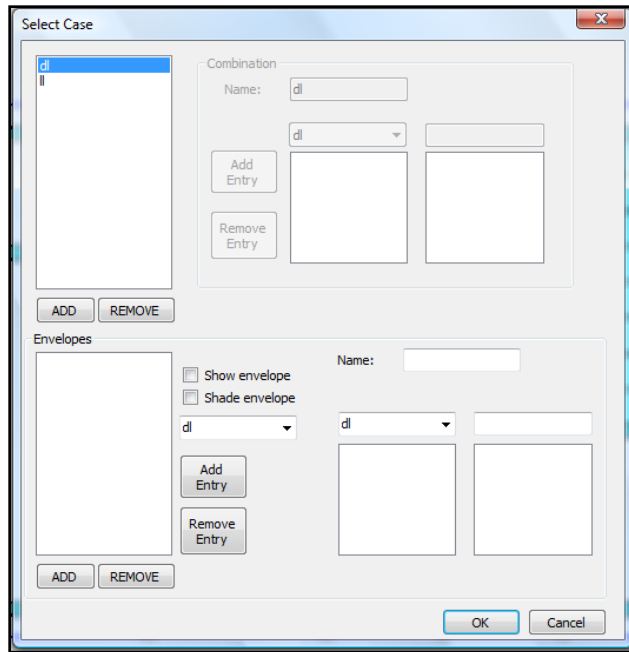 Select Case
dl
ll
Combination
Name: dl
dl
Add
Entry
Remove
Entry
ADD REMOVE
Envelopes
Name:
Show envelope
Shade envelope
dl dl
Add
Entry
Remove
Entry
ADD REMOVE
OK Cancel